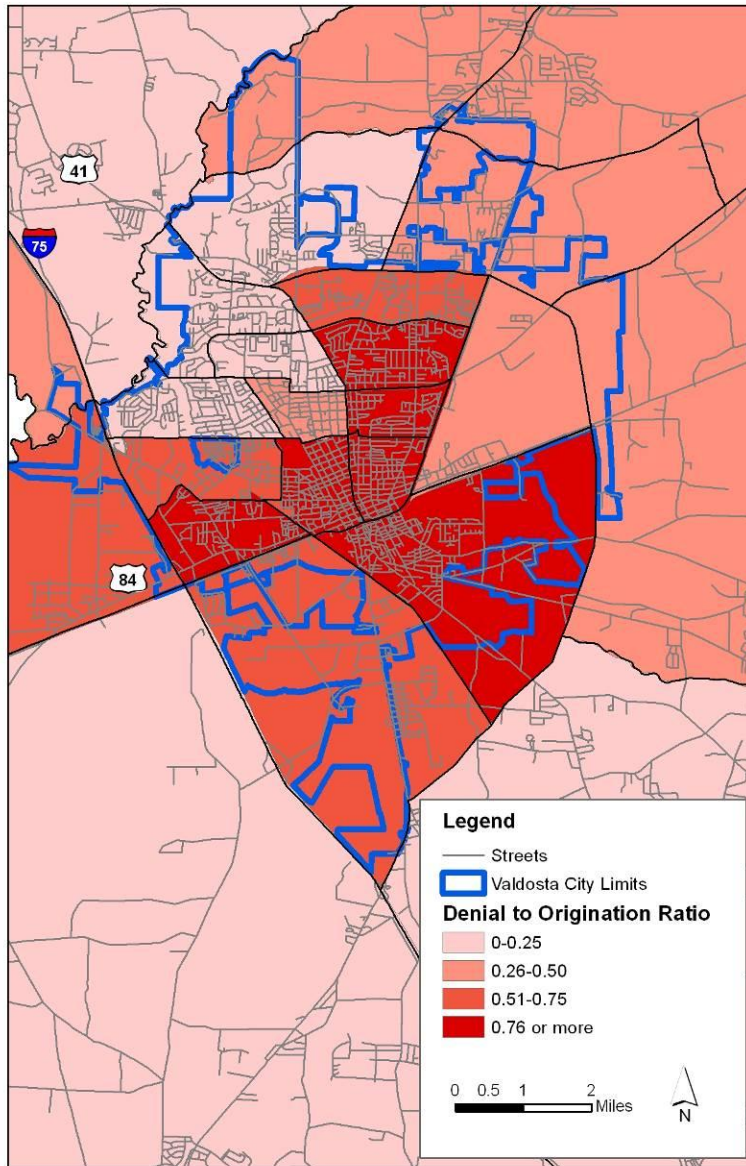 41
75
84
Legend
Streets
Valdosta City Limits
Denial to Origination Ratio
0-0.25
0.26-0.50
0.51-0.75
0.76 or more
0 0.5 1 2
Miles
N